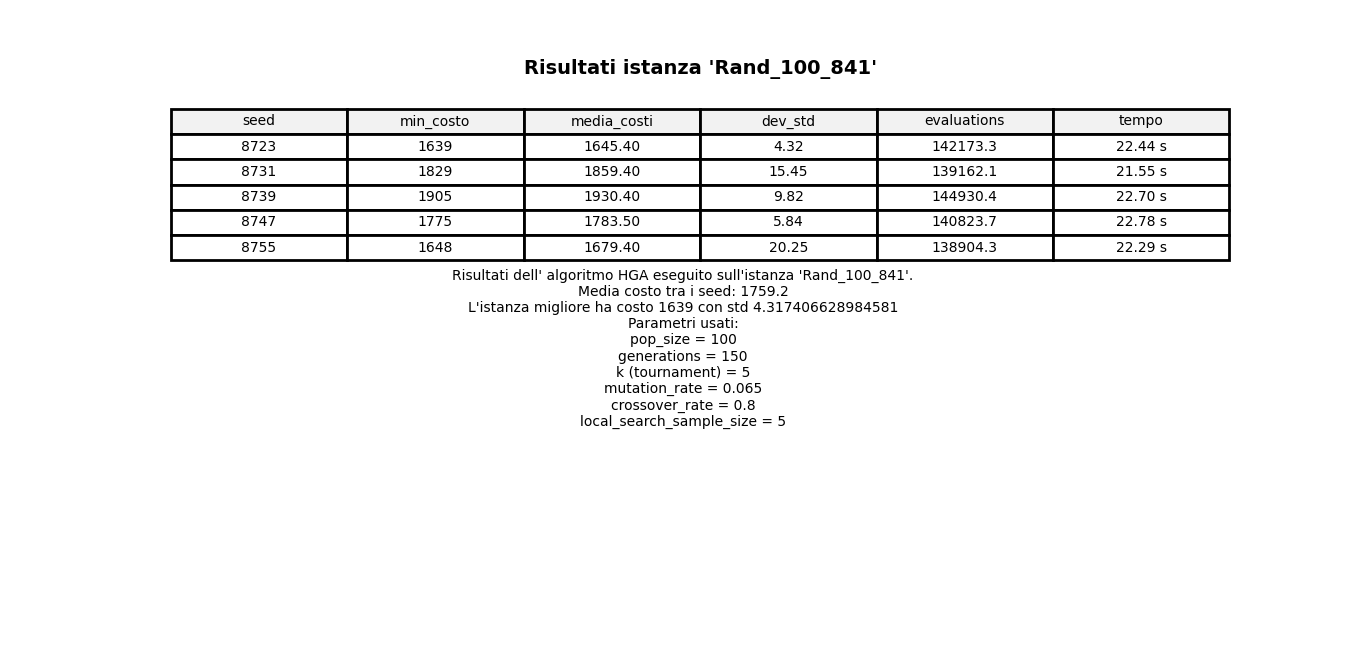 Risultati istanza 'Rand_100_841'
seed min_costo media_costi dev_std evaluations tempo
8723 1639 1645.40 4.32 142173.3 22.44 s
8731 1829 1859.40 15.45 139162.1 21.55 s
8739 1905 1930.40 9.82 144930.4 22.70 s
8747 1775 1783.50 5.84 140823.7 22.78 s
8755 1648 1679.40 20.25 138904.3 22.29 s
Risultati dell' algoritmo HGA eseguito sull'istanza 'Rand_100_841'.
Media costo tra i seed: 1759.2
L'istanza migliore ha costo 1639 con std 4.317406628984581
Parametri usati:
pop_size = 100
generations = 150
k (tournament) = 5
mutation_rate = 0.065
crossover_rate = 0.8
local_search_sample_size = 5